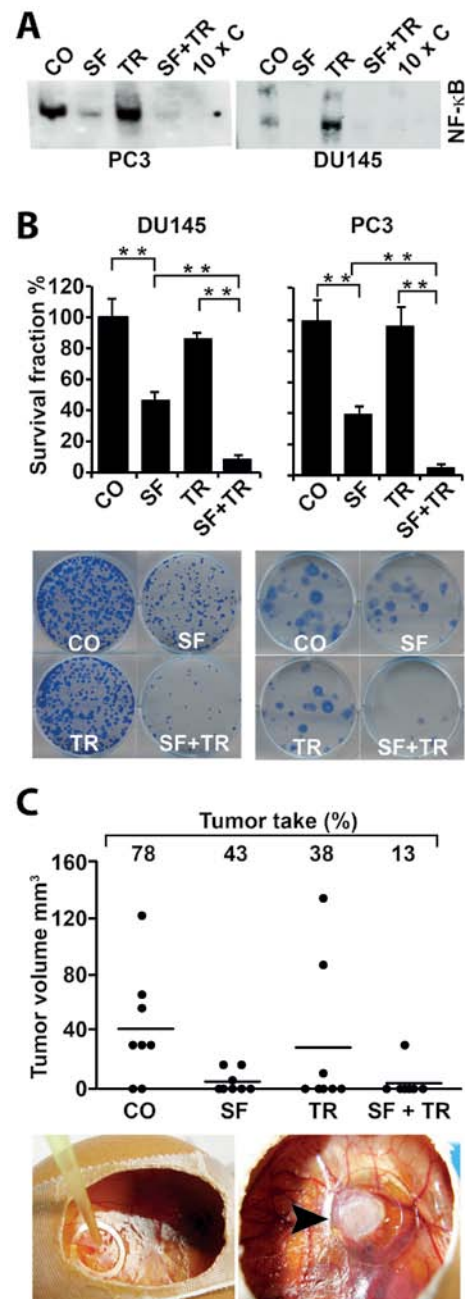 A
CO SF TR SF+TR 10 x C
CO SF TR SF+TR 10 x C
NF-κB
PC3 DU145
B
DU145 PC3
** ** **
** ** **
Survival fraction %
120
100
80
60
40
20
0
CO SF TR SF+TR
CO SF TR SF+TR
CO SF CO SF
TR SF+TR TR SF+TR
C
Tumor take (%)
78 43 38 13
Tumor volume mm³
160
120
80
40
0
CO SF TR SF + TR